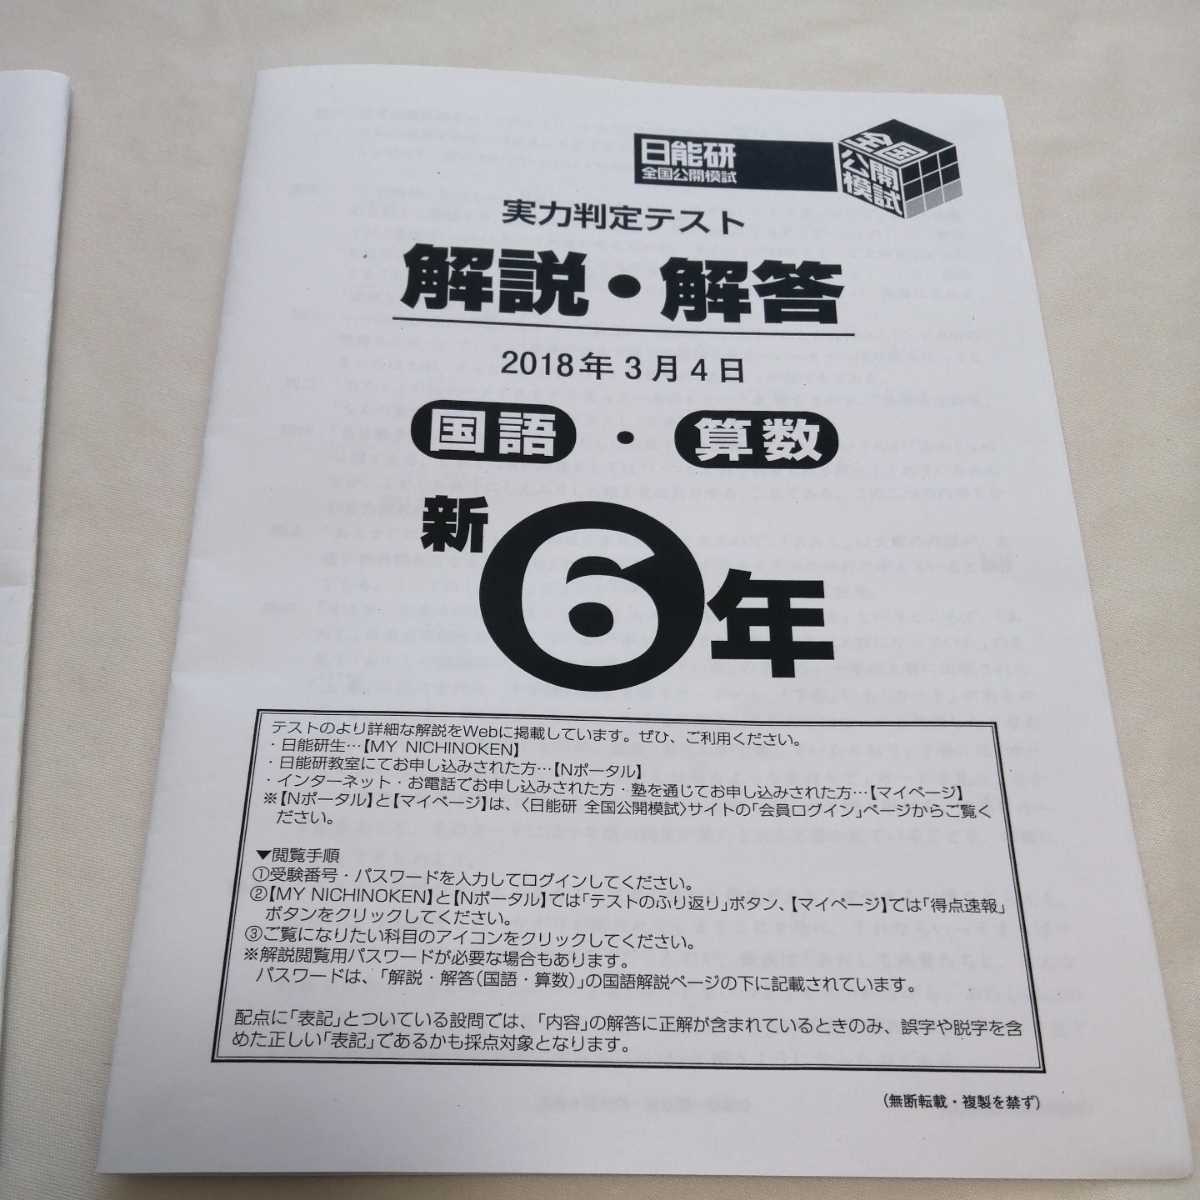 日能研
全国公開模試
全国
公開
模試
実力判定テスト
解説・解答
2018年3月4日
国語・算数
新6年
テストのより詳細な解説をWebに掲載しています。ぜひ、ご利用ください。
・日能研生…【MY NICHINOKEN】
・日能研教室にてお申し込みされた方…【Nポータル】
・インターネット・お電話でお申し込みされた方・塾を通じてお申し込みされた方…【マイページ】
※【Nポータル】と【マイページ】は、〈日能研 全国公開模試〉サイトの「会員ログイン」ページからご覧く
ださい。
▼閲覧手順
①受験番号・パスワードを入力してログインしてください。
②【MY NICHINOKEN】と【Nポータル】では「テストのふり返り」ボタン、【マイページ】では「得点速報」
ボタンをクリックしてください。
③ご覧になりたい科目のアイコンをクリックしてください。
※解説閲覧用パスワードが必要な場合もあります。
パスワードは、「解説・解答(国語・算数)」の国語解説ページの下に記載されています。
配点に「表記」とついている設問では、「内容」の解答に正解が含まれているときのみ、誤字や脱字を含
めた正しい「表記」であるかも採点対象となります。
(無断転載・複製を禁ず)